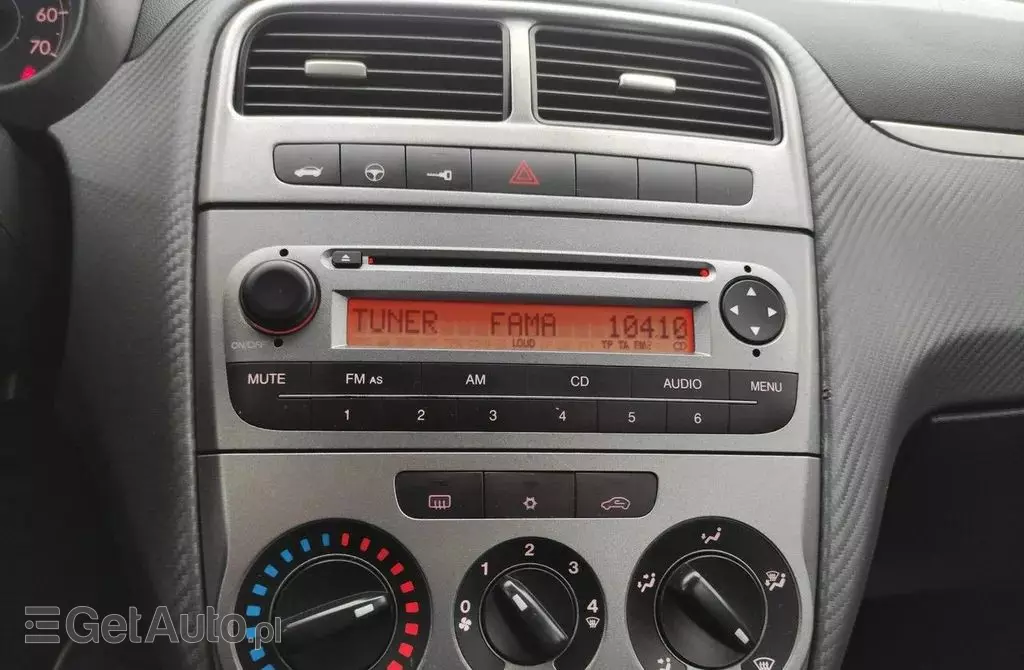 60
70
TUNER FAMA 10410
LOUD TP TA
CD
ON/OFF
MUTE FM AS AM CD AUDIO MENU
1 2 3 4 5 6
0 1 2 3 4
GetAuto.pl